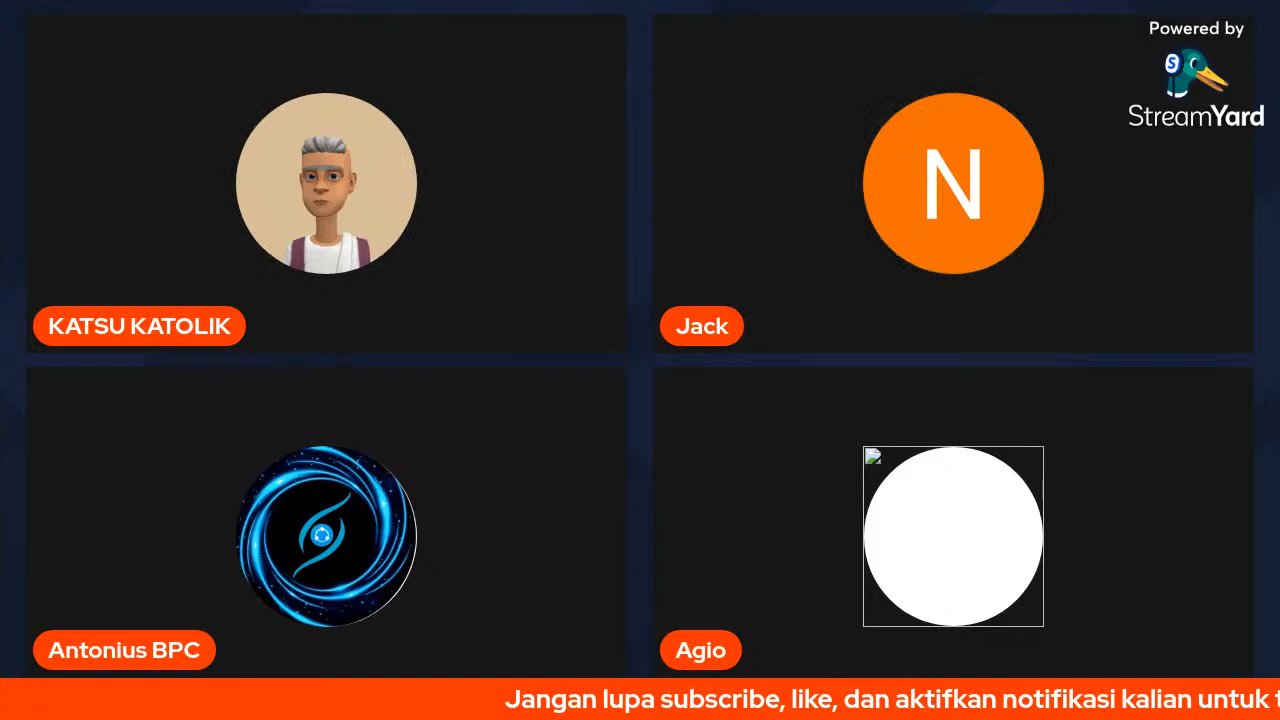 Powered by
S
StreamYard
N
KATSU KATOLIK
Jack
Antonius BPC
Agio
Jangan lupa subscribe, like, dan aktifkan notifikasi kalian untuk